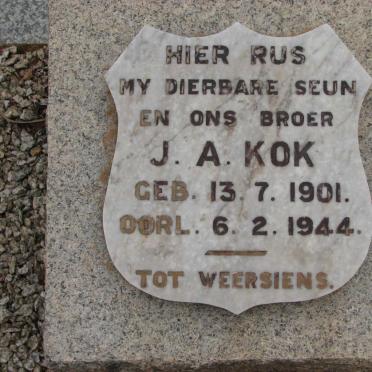 HIER RUS
MY DIERBARE SEUN
EN ONS BROER
J. A. KOK
GEB. 13. 7. 1901.
OORL. 6. 2. 1944.
TOT WEERSIENS.